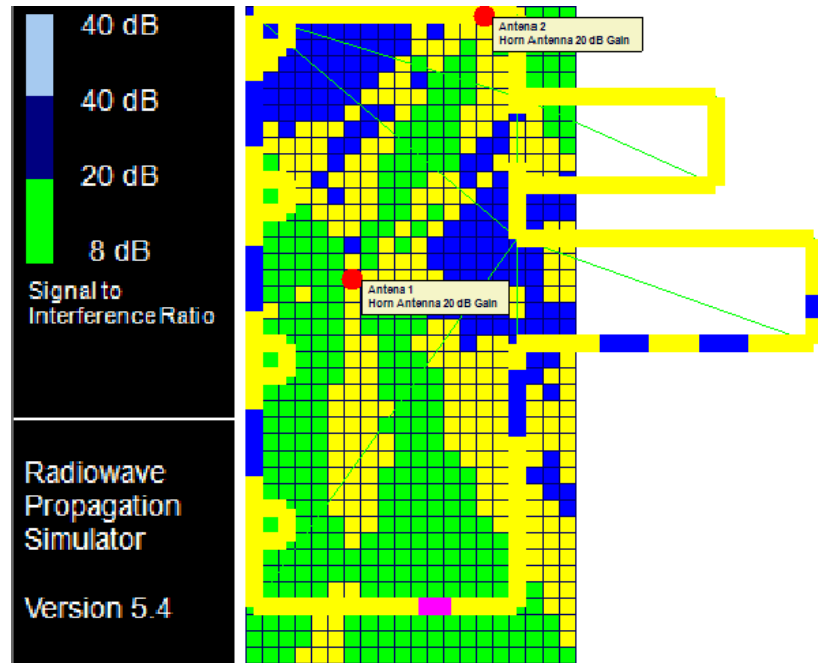 40 dB
40 dB
20 dB
8 dB
Signal to
Interference Ratio
Radiowave
Propagation
Simulator
Version 5.4
Antena 2
Horn Antenna 20 dB Gain
Antena 1
Horn Antenna 20 dB Gain